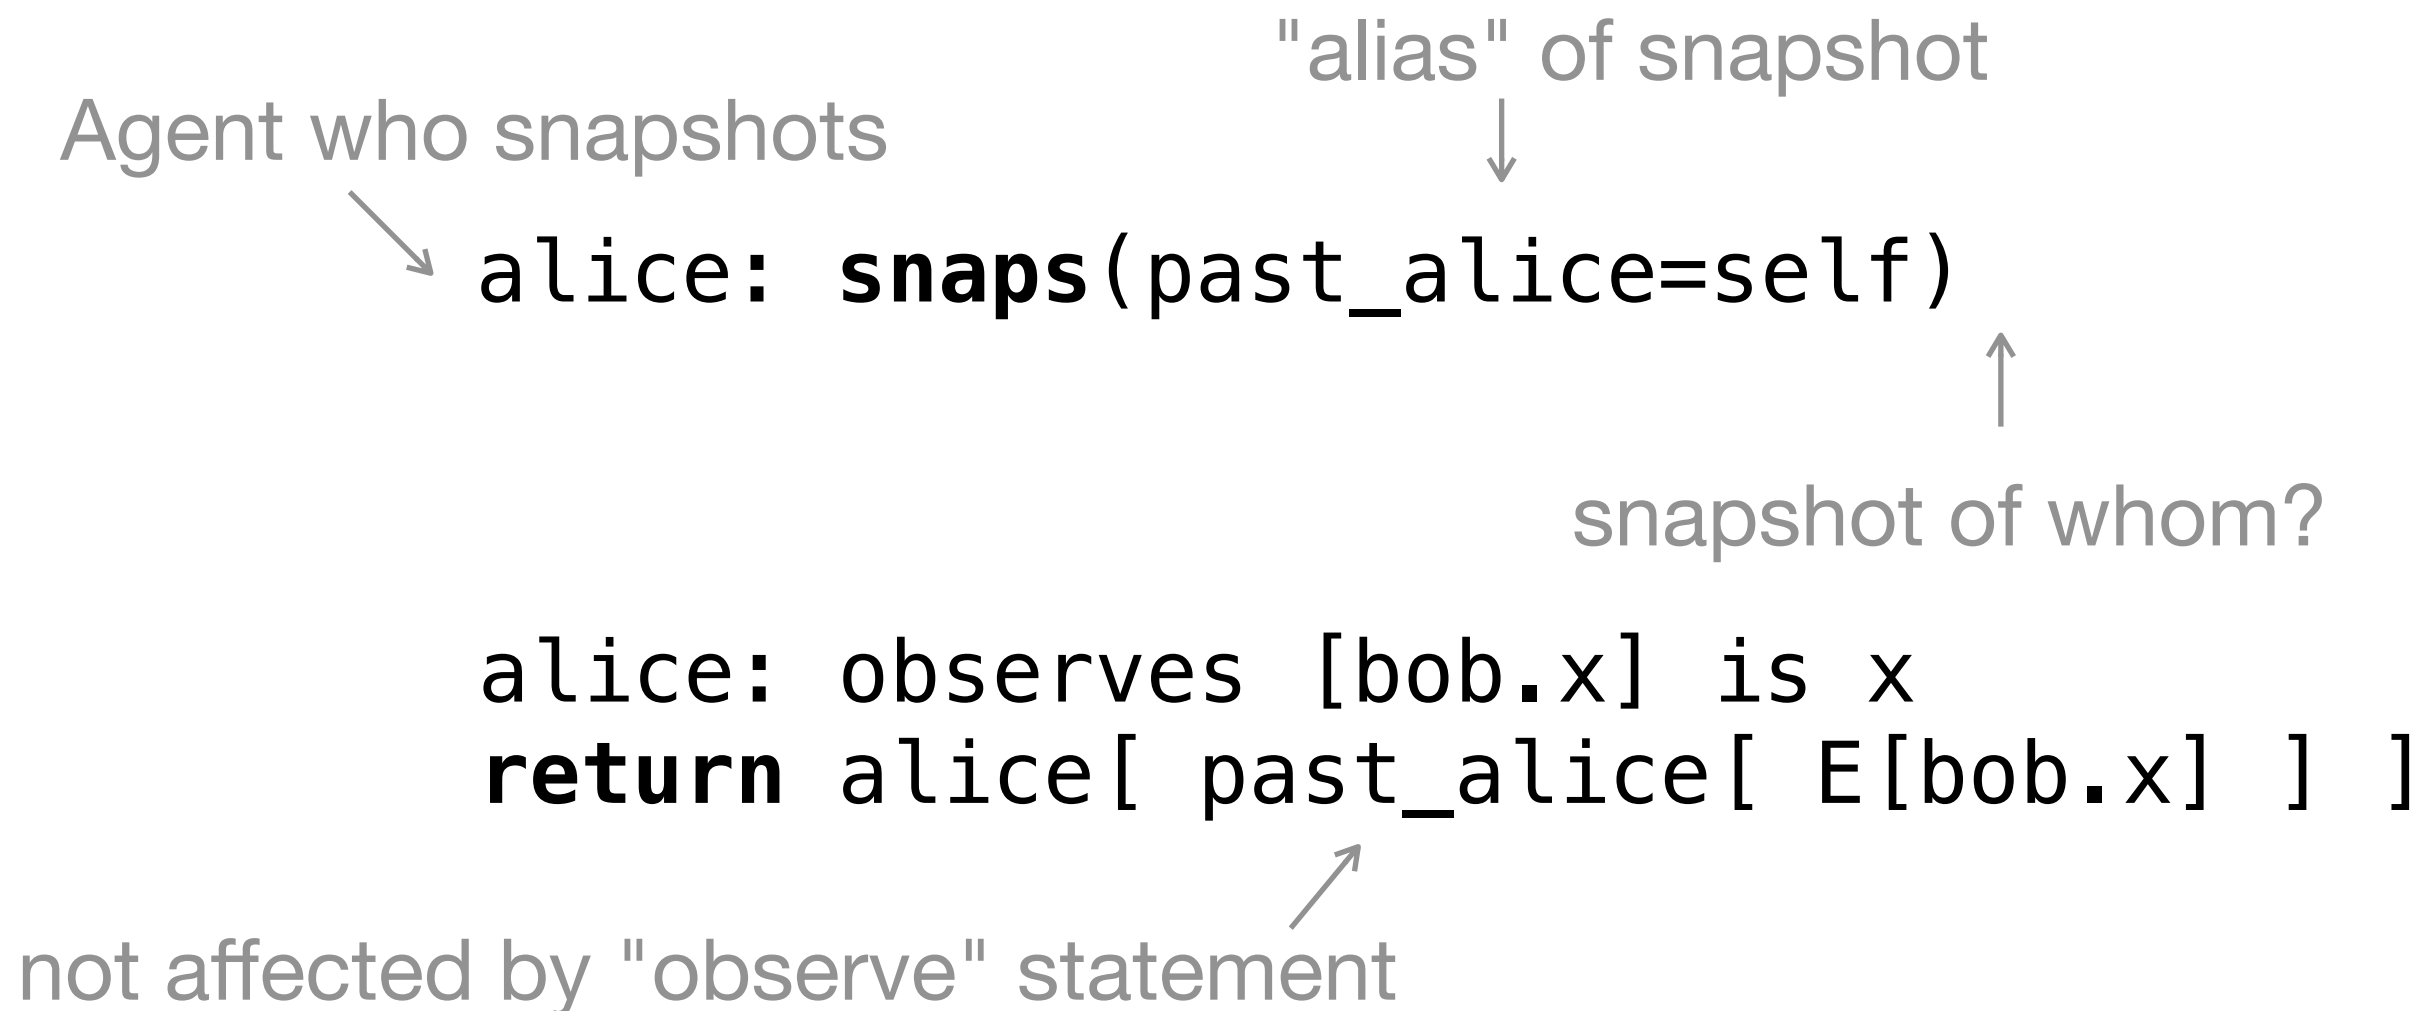 "alias" of snapshot
Agent who snapshots
alice: snaps(past_alice=self)
snapshot of whom?
alice: observes [bob.x] is x
return alice[ past_alice[ E[bob.x] ] ]
not affected by "observe" statement